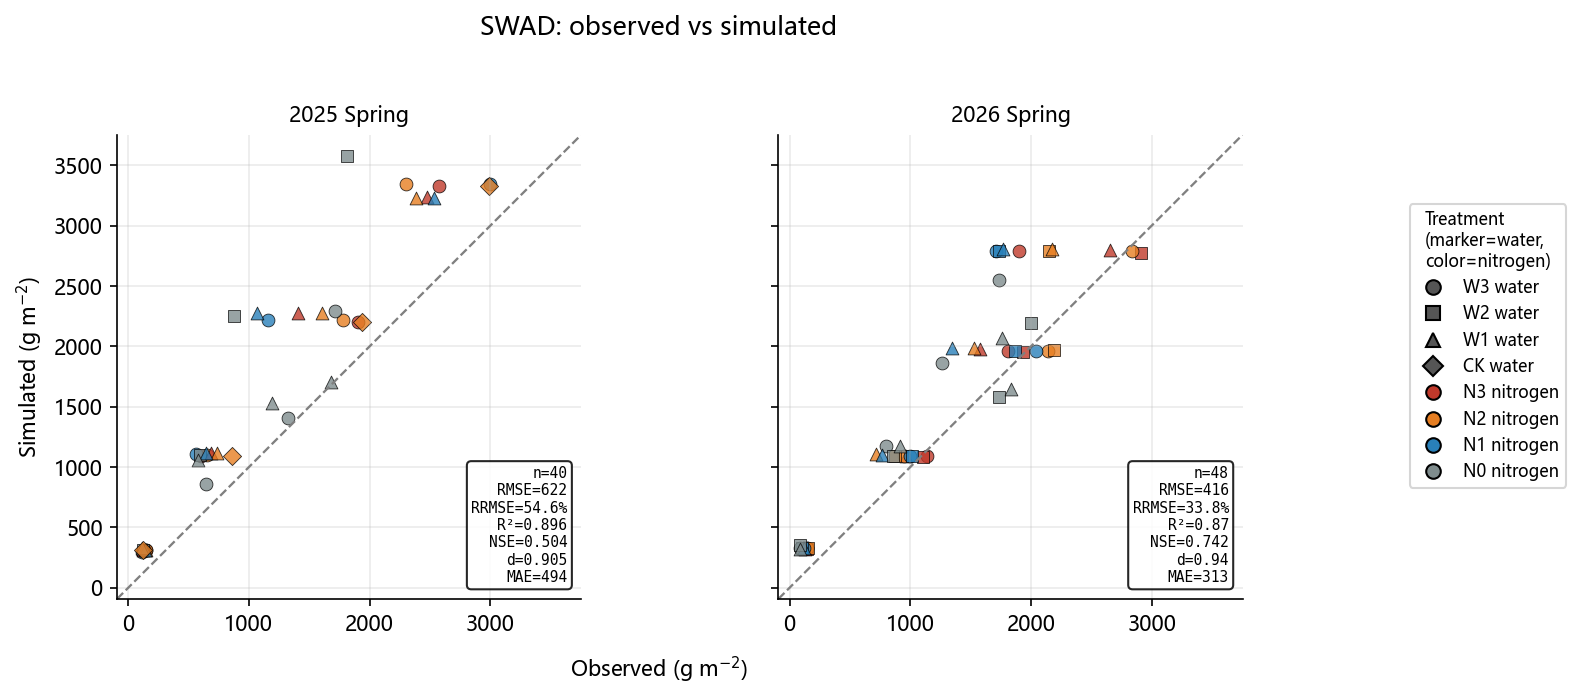 SWAD: observed vs simulated
2025 Spring
2026 Spring
Simulated (g m⁻²)
3500
3000
2500
2000
1500
1000
500
0
0 1000 2000 3000
n=40
RMSE=622
RRMSE=54.6%
R²=0.896
NSE=0.504
d=0.905
MAE=494
0 1000 2000 3000
n=48
RMSE=416
RRMSE=33.8%
R²=0.87
NSE=0.742
d=0.94
MAE=313
Observed (g m⁻²)
Treatment
(marker=water,
color=nitrogen)
W3 water
W2 water
W1 water
CK water
N3 nitrogen
N2 nitrogen
N1 nitrogen
N0 nitrogen